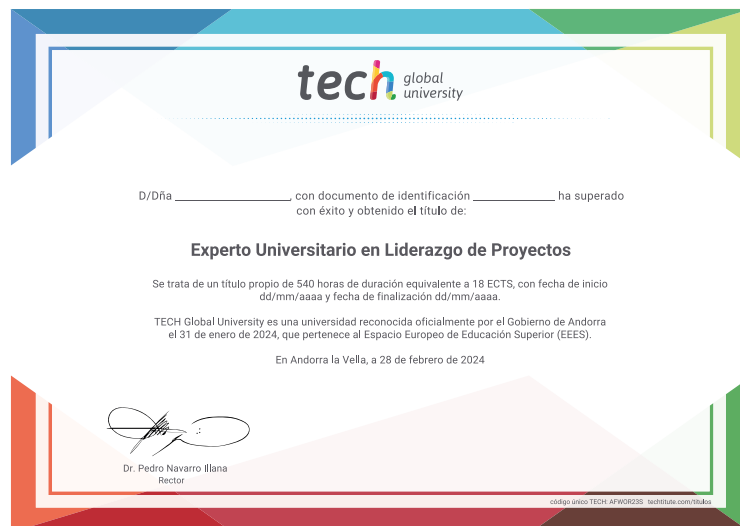 tech global university
D/Dña ____________________, con documento de identificación ______________ ha superado
con éxito y obtenido el título de:
Experto Universitario en Liderazgo de Proyectos
Se trata de un título propio de 540 horas de duración equivalente a 18 ECTS, con fecha de inicio
dd/mm/aaaa y fecha de finalización dd/mm/aaaa.
TECH Global University es una universidad reconocida oficialmente por el Gobierno de Andorra
el 31 de enero de 2024, que pertenece al Espacio Europeo de Educación Superior (EEES).
En Andorra la Vella, a 28 de febrero de 2024
Dr. Pedro Navarro Illana
Rector
código único TECH: AFWOR23S techtitute.com/titulos